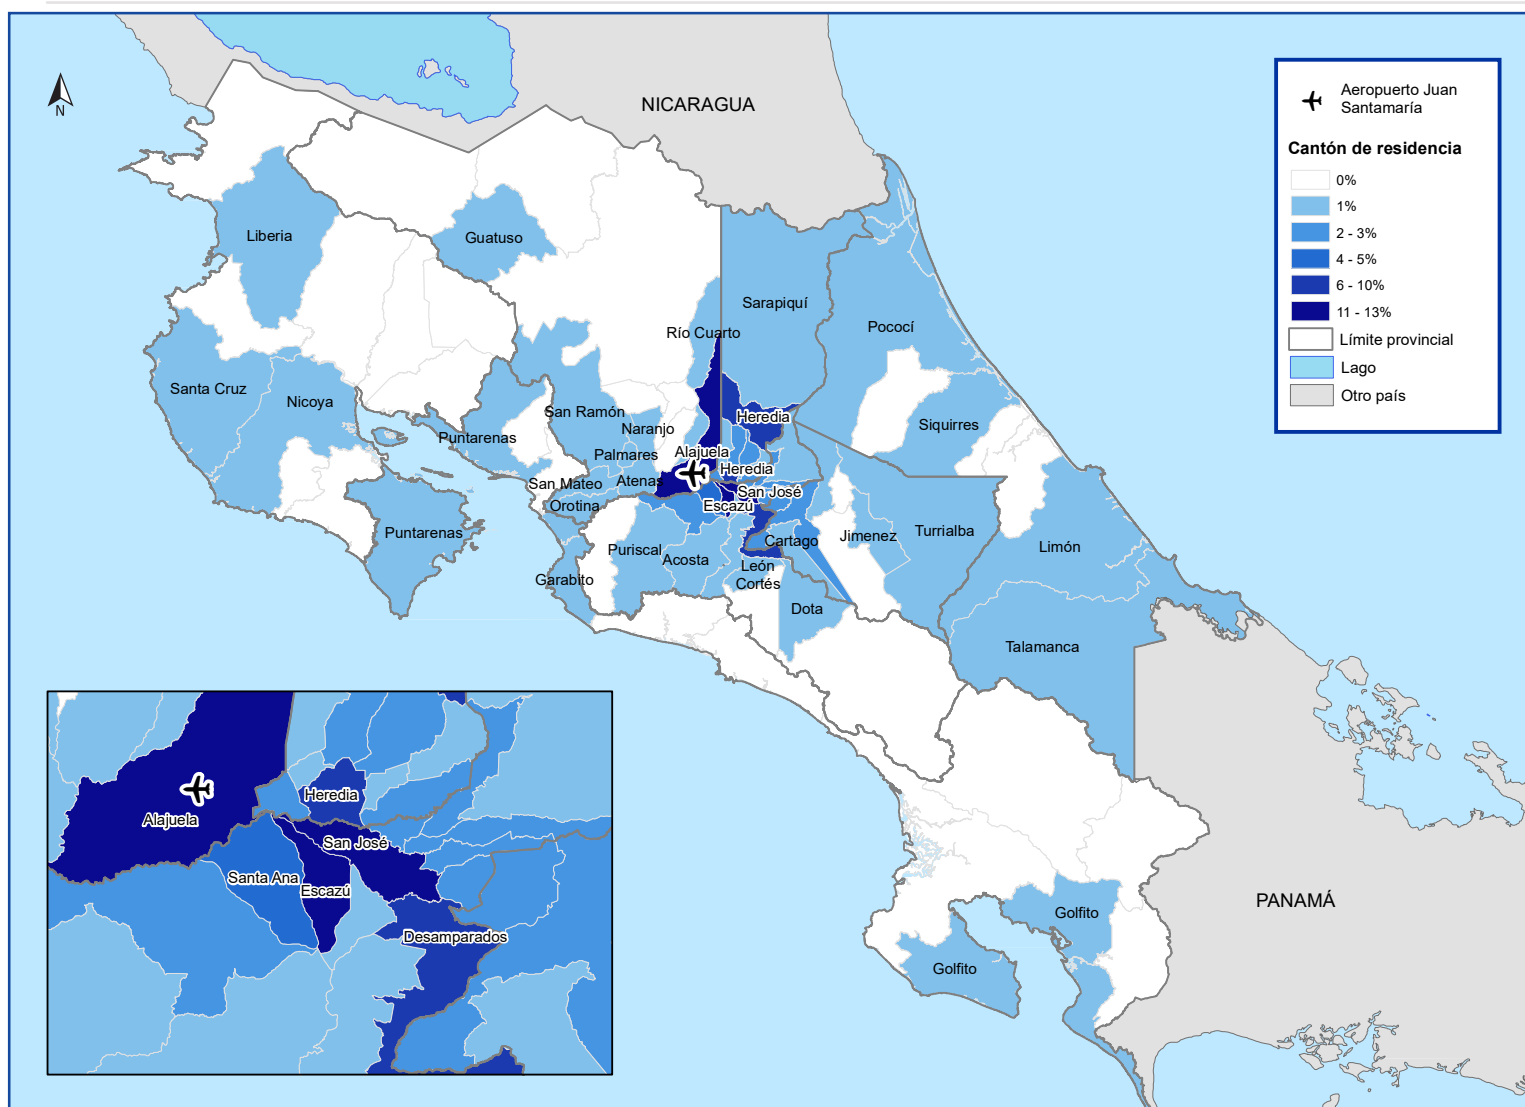 NICARAGUA
N
Aeropuerto Juan
Santamaría
Cantón de residencia
0%
1%
2 - 3%
4 - 5%
6 - 10%
11 - 13%
Límite provincial
Lago
Otro país
Liberia
Guatuso
Sarapiquí
Río Cuarto
Pococí
Santa Cruz
Nicoya
San Ramón
Heredia
Naranjo
Siquirres
Puntarenas
Palmares
Alajuela
Heredia
San Mateo
Atenas
San José
Orotina
Escazú
Puntarenas
Cartago
Jimenez
Turrialba
Limón
Puriscal
Acosta
León
Cortés
Garabito
Dota
Talamanca
Heredia
Alajuela
San José
Santa Ana
Escazú
Desamparados
PANAMÁ
Golfito
Golfito